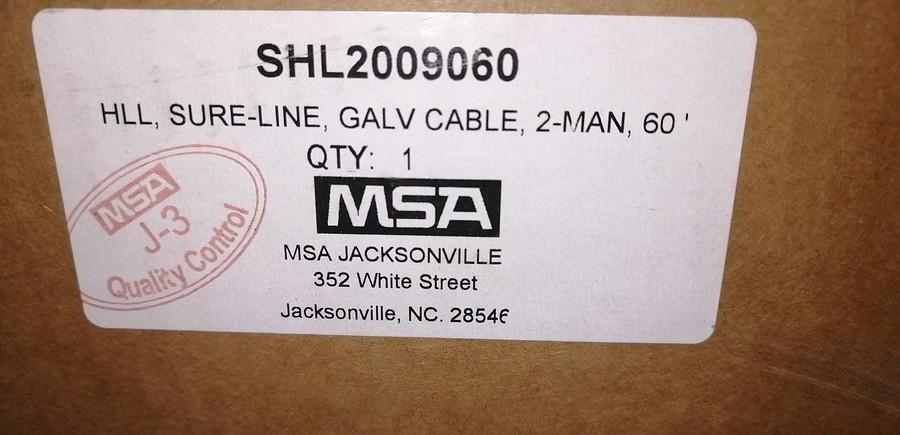 SHL2009060
HLL, SURE-LINE, GALV CABLE, 2-MAN, 60 '
QTY: 1
MSA
MSA JACKSONVILLE
352 White Street
Jacksonville, NC. 28546
MSA
J-3
Quality Control